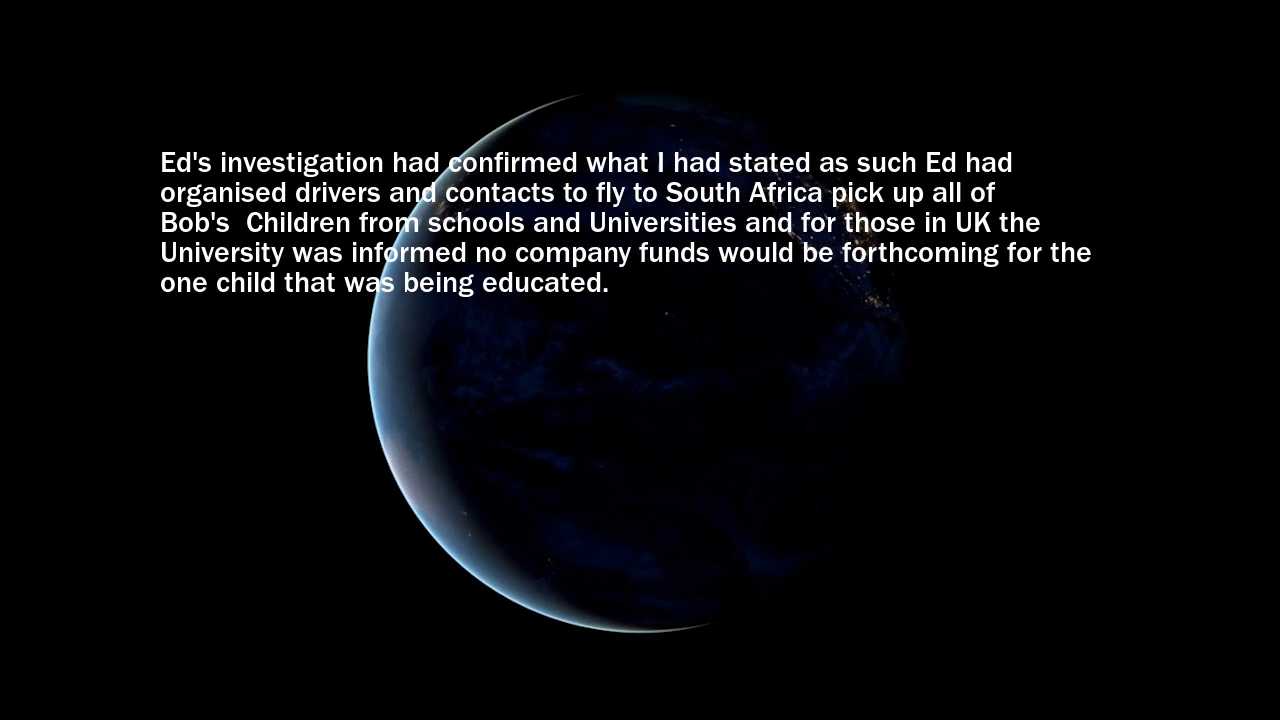 Ed's investigation had confirmed what I had stated as such Ed had
organised drivers and contacts to fly to South Africa pick up all of
Bob's  Children from schools and Universities and for those in UK the
University was informed no company funds would be forthcoming for the
one child that was being educated.